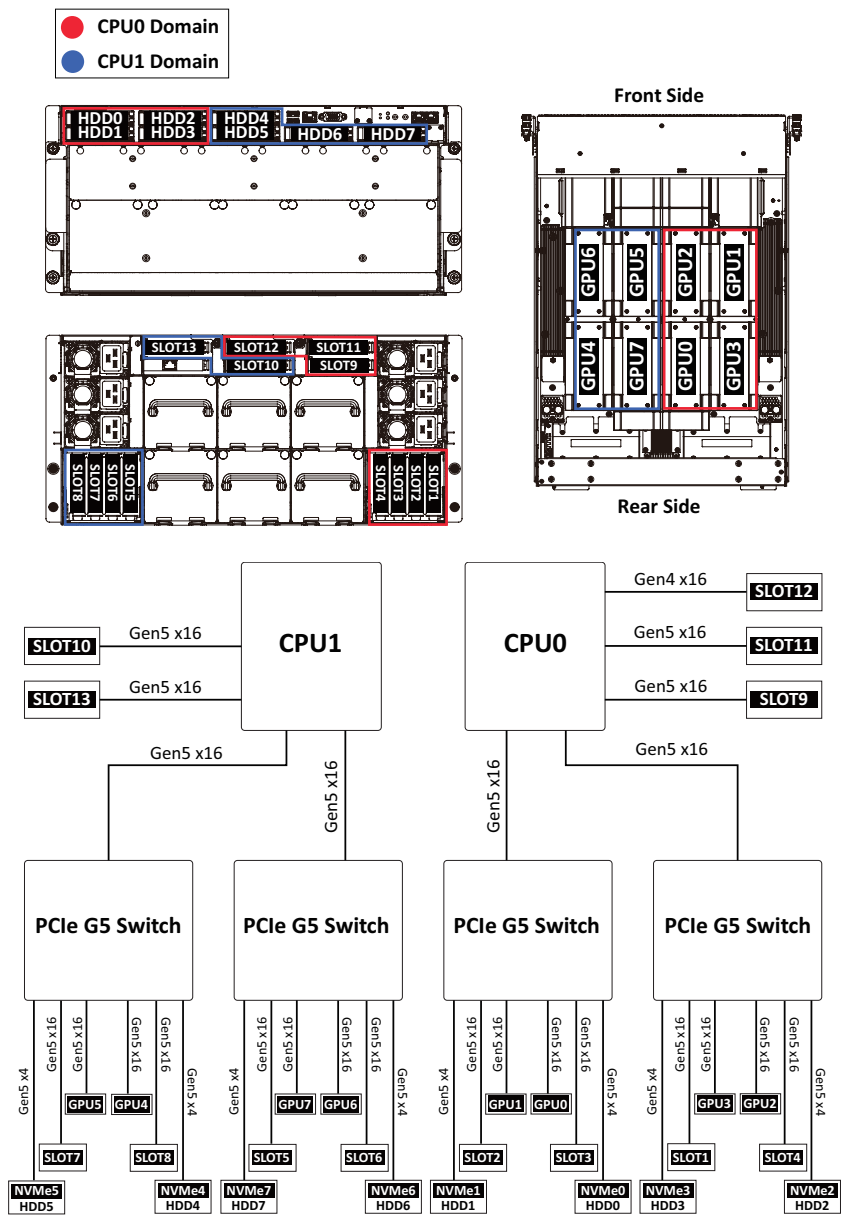 CPU0 Domain
CPU1 Domain
HDD0 HDD2 HDD4
HDD1 HDD3 HDD5 HDD6 HDD7
Front Side
GPU6 GPU5 GPU2 GPU1
GPU4 GPU7 GPU0 GPU3
Rear Side
SLOT13 SLOT12 SLOT11
SLOT10 SLOT9
SLOT8 SLOT7 SLOT6 SLOT5 SLOT4 SLOT3 SLOT2 SLOT1
CPU1
CPU0
Gen4 x16
SLOT12
SLOT10
Gen5 x16
Gen5 x16
SLOT11
SLOT13
Gen5 x16
Gen5 x16
SLOT9
Gen5 x16
Gen5 x16
Gen5 x16
Gen5 x16
PCIe G5 Switch
PCIe G5 Switch
PCIe G5 Switch
PCIe G5 Switch
Gen5 x4 Gen5 x16 Gen5 x16 Gen5 x16 Gen5 x16 Gen5 x4
Gen5 x4 Gen5 x16 Gen5 x16 Gen5 x16 Gen5 x16 Gen5 x4
Gen5 x4 Gen5 x16 Gen5 x16 Gen5 x16 Gen5 x16 Gen5 x4
Gen5 x4 Gen5 x16 Gen5 x16 Gen5 x16 Gen5 x16 Gen5 x4
GPU5 GPU4 GPU7 GPU6 GPU1 GPU0 GPU3 GPU2
SLOT7 SLOT8 SLOT5 SLOT6 SLOT2 SLOT3 SLOT1 SLOT4
NVMe5 NVMe4 NVMe7 NVMe6 NVMe1 NVMe0 NVMe3 NVMe2
HDD5 HDD4 HDD7 HDD6 HDD1 HDD0 HDD3 HDD2